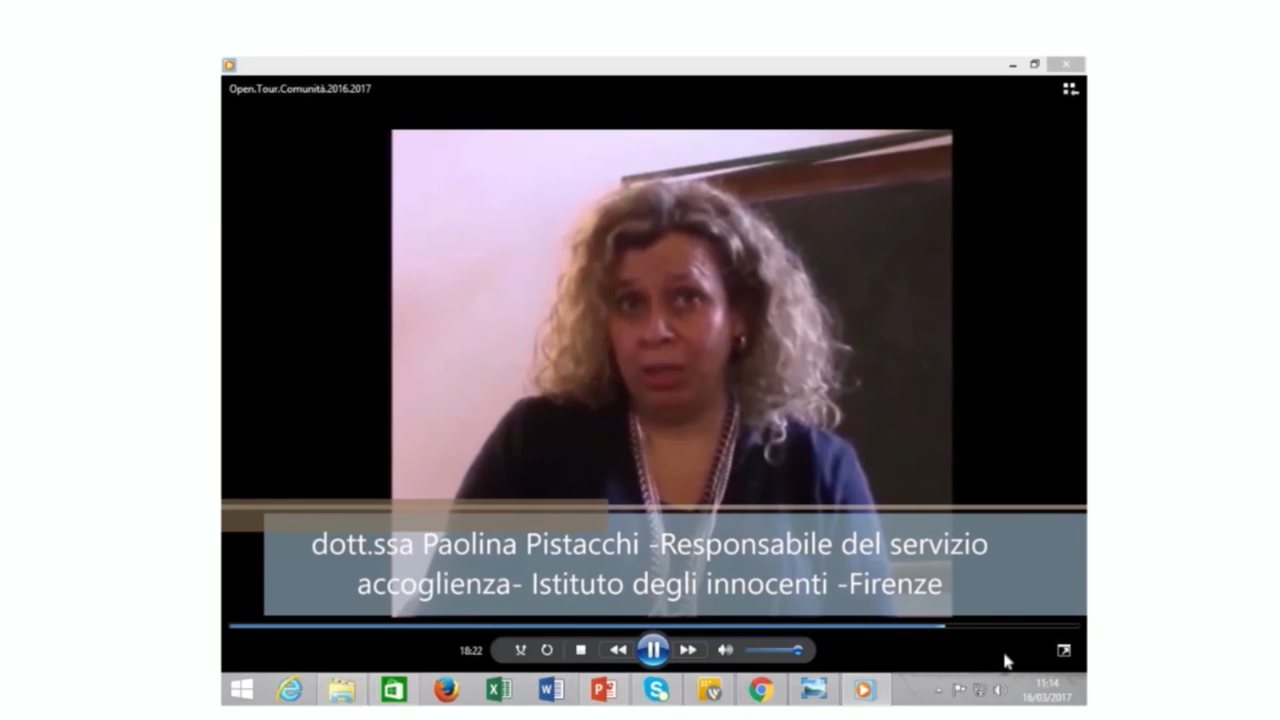 Open.Tour.Comunità.2016.2017
dott.ssa Paolina Pistacchi -Responsabile del servizio
accoglienza- Istituto degli innocenti -Firenze
18:22
11:14
16/03/2017